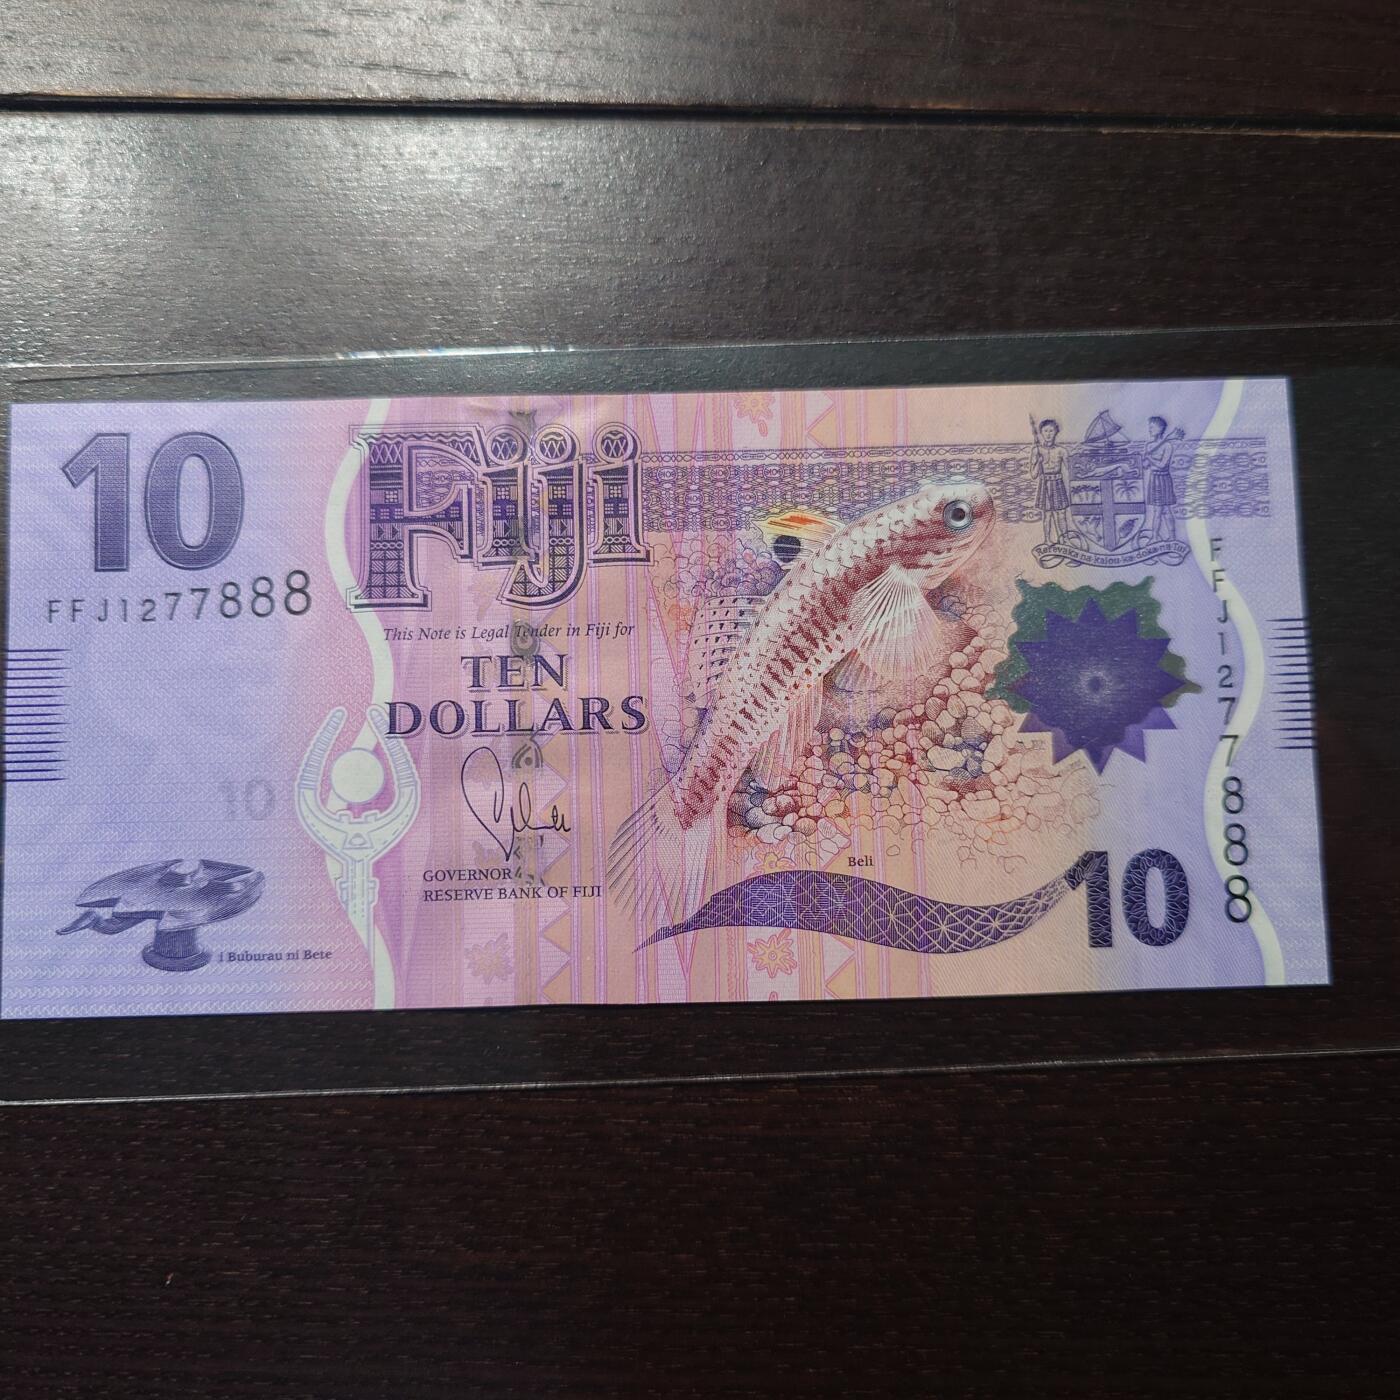 10
FFJ1277888
Fiji
This Note is Legal Tender in Fiji for
TEN
DOLLARS
GOVERNOR
RESERVE BANK OF FIJI
10
i Buburau ni Bete
Rerevaka na Kalou ka doka na Tui
FFJ1277888
Beli
10